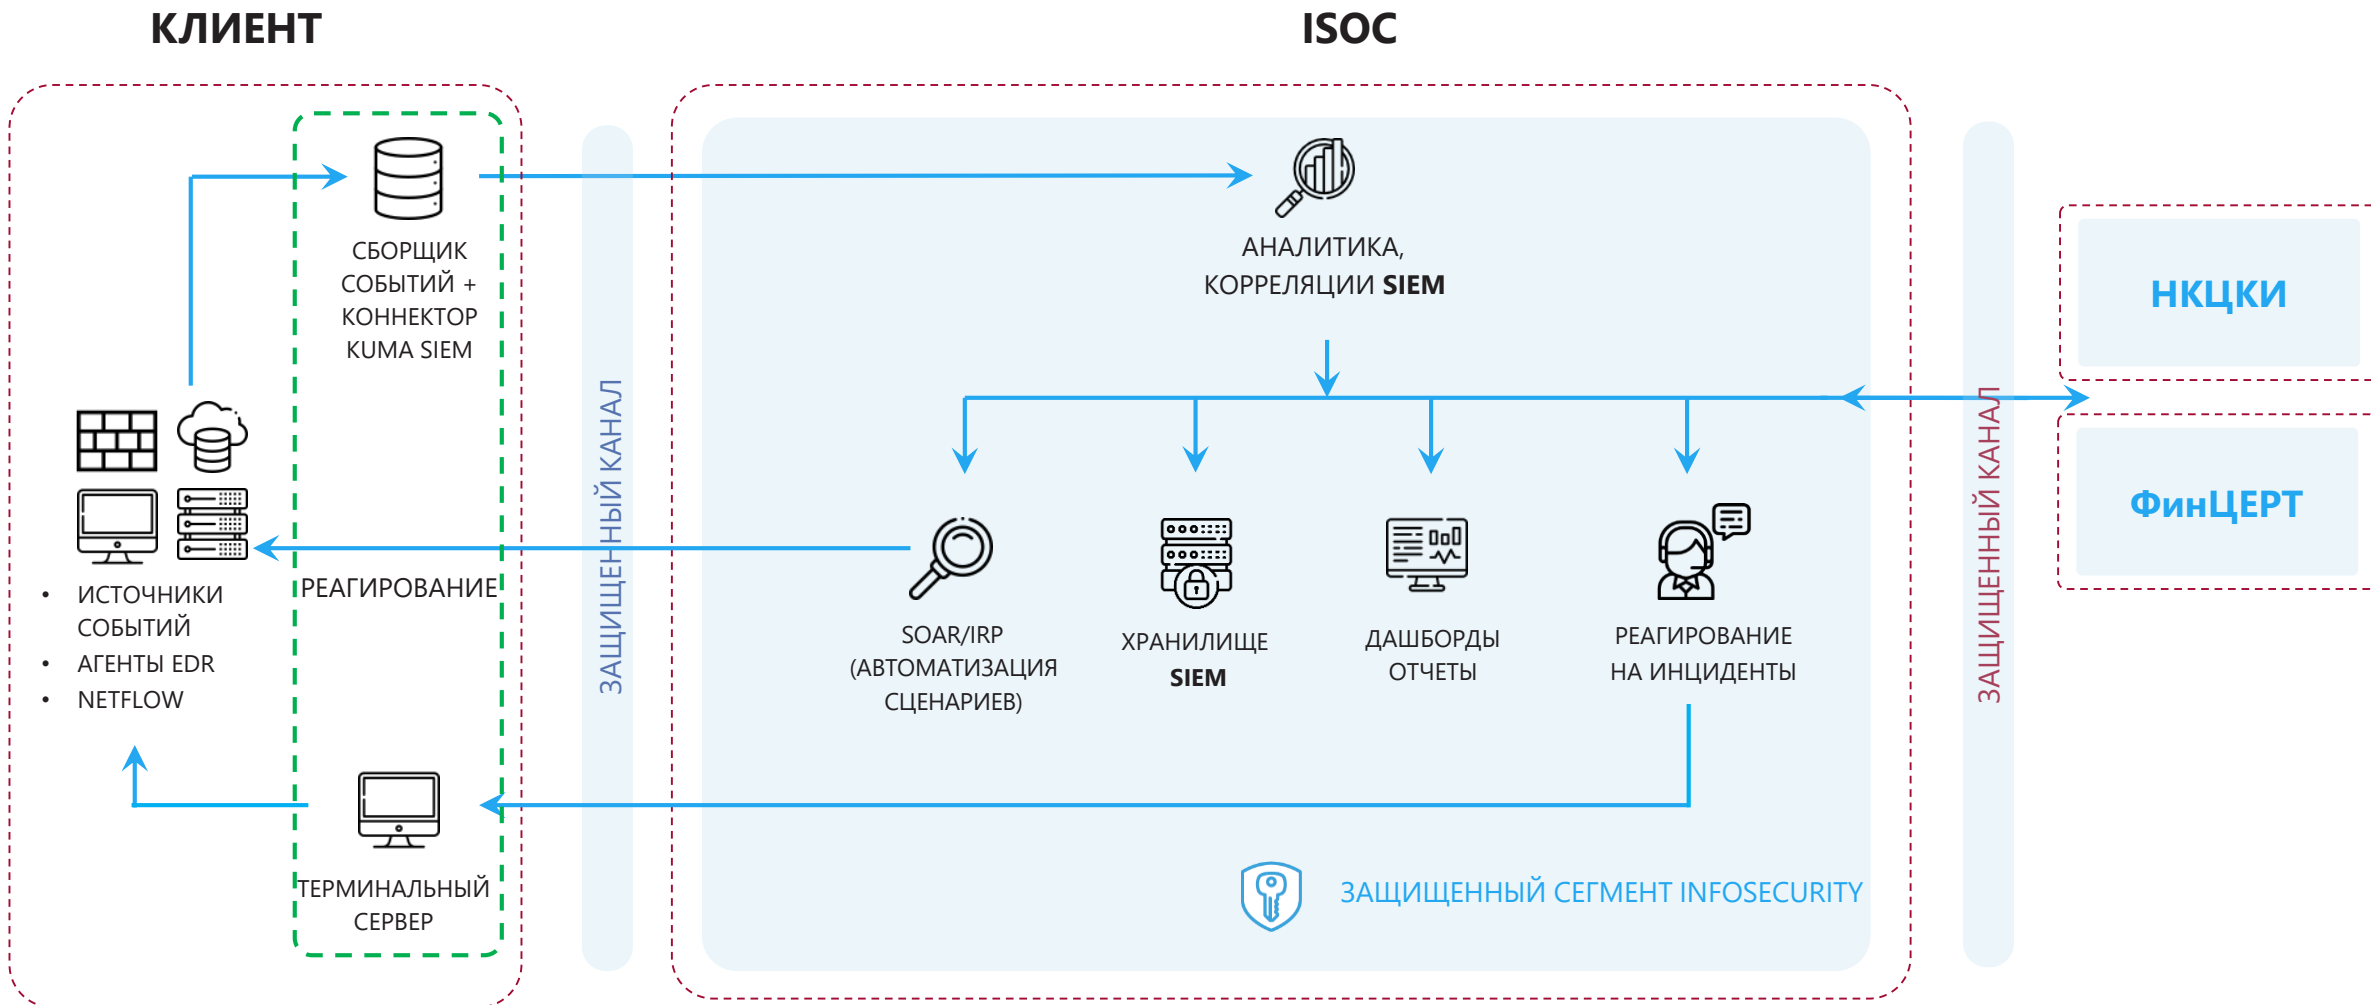 КЛИЕНТ
ISOC
СБОРЩИК
СОБЫТИЙ +
КОННЕКТОР
KUMA SIEM
• ИСТОЧНИКИ
СОБЫТИЙ
• АГЕНТЫ EDR
• NETFLOW
РЕАГИРОВАНИЕ
ТЕРМИНАЛЬНЫЙ
СЕРВЕР
ЗАЩИЩЕННЫЙ КАНАЛ
АНАЛИТИКА,
КОРРЕЛЯЦИИ SIEM
SOAR/IRP
(АВТОМАТИЗАЦИЯ
СЦЕНАРИЕВ)
ХРАНИЛИЩЕ
SIEM
ДАШБОРДЫ
ОТЧЕТЫ
РЕАГИРОВАНИЕ
НА ИНЦИДЕНТЫ
ЗАЩИЩЕННЫЙ СЕГМЕНТ INFOSECURITY
ЗАЩИЩЕННЫЙ КАНАЛ
НКЦКИ
ФинЦЕРТ